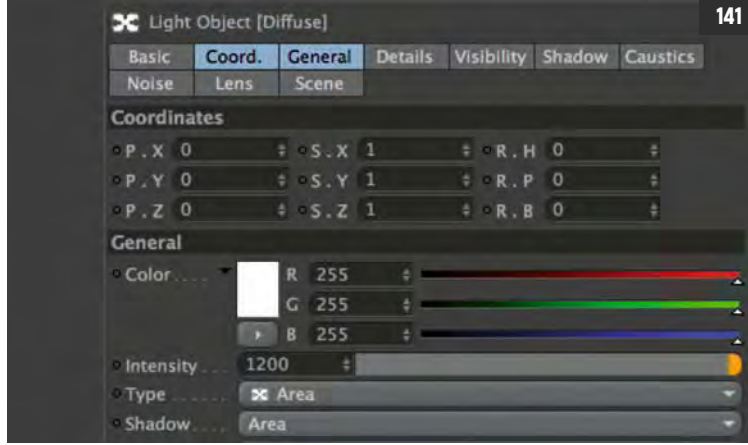 141
Light Object [Diffuse]
Basic Coord. General Details Visibility Shadow Caustics
Noise Lens Scene
Coordinates
P . X 0 S . X 1 R . H 0
P . Y 0 S . Y 1 R . P 0
P . Z 0 S . Z 1 R . B 0
General
Color.... R 255
G 255
B 255
Intensity... 1200
Type...... Area
Shadow.... Area